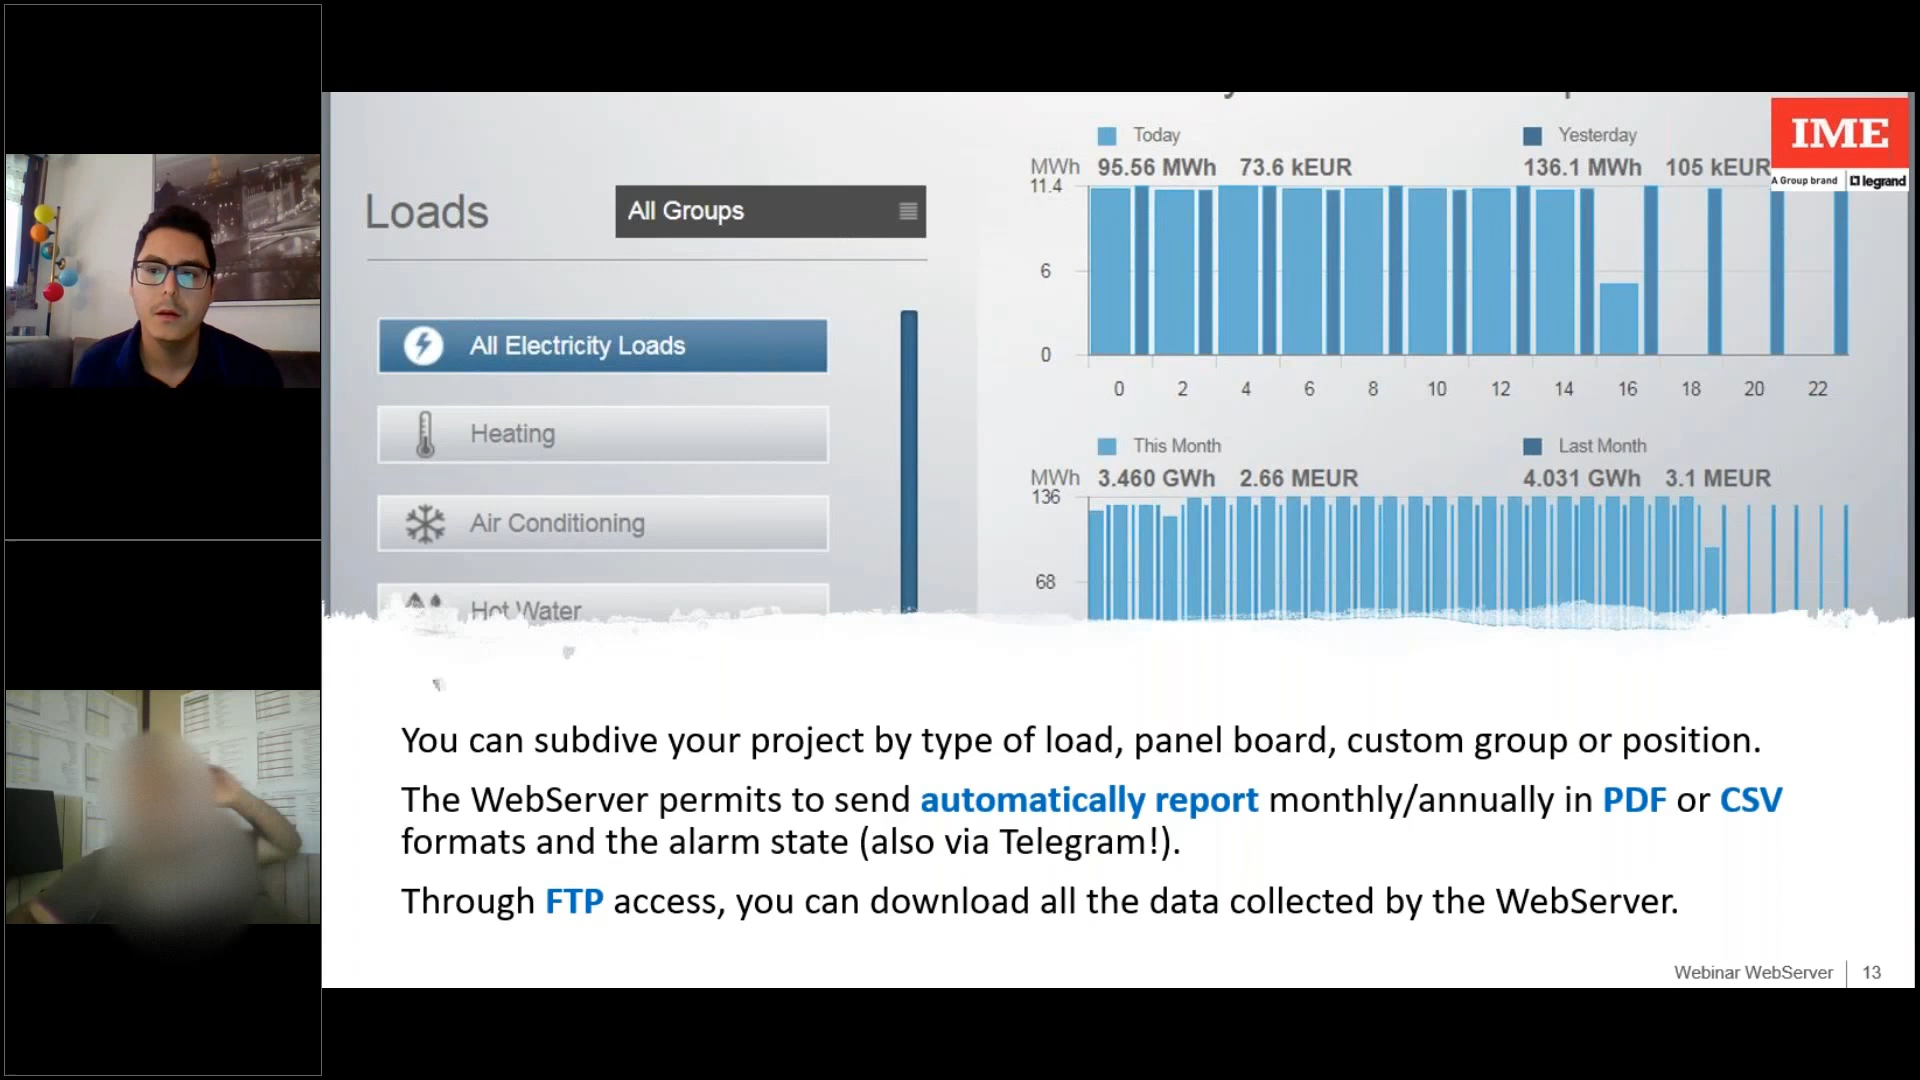 Loads
All Groups
All Electricity Loads
Heating
Air Conditioning
Hot Water
Today
Yesterday
MWh 95.56 MWh 73.6 kEUR 136.1 MWh 105 kEUR
11.4
6
0
0 2 4 6 8 10 12 14 16 18 20 22
This Month
Last Month
MWh 3.460 GWh 2.66 MEUR 4.031 GWh 3.1 MEUR
136
68
IME
A Group brand | legrand
You can subdive your project by type of load, panel board, custom group or position.
The WebServer permits to send automatically report monthly/annually in PDF or CSV
formats and the alarm state (also via Telegram!).
Through FTP access, you can download all the data collected by the WebServer.
Webinar WebServer | 13